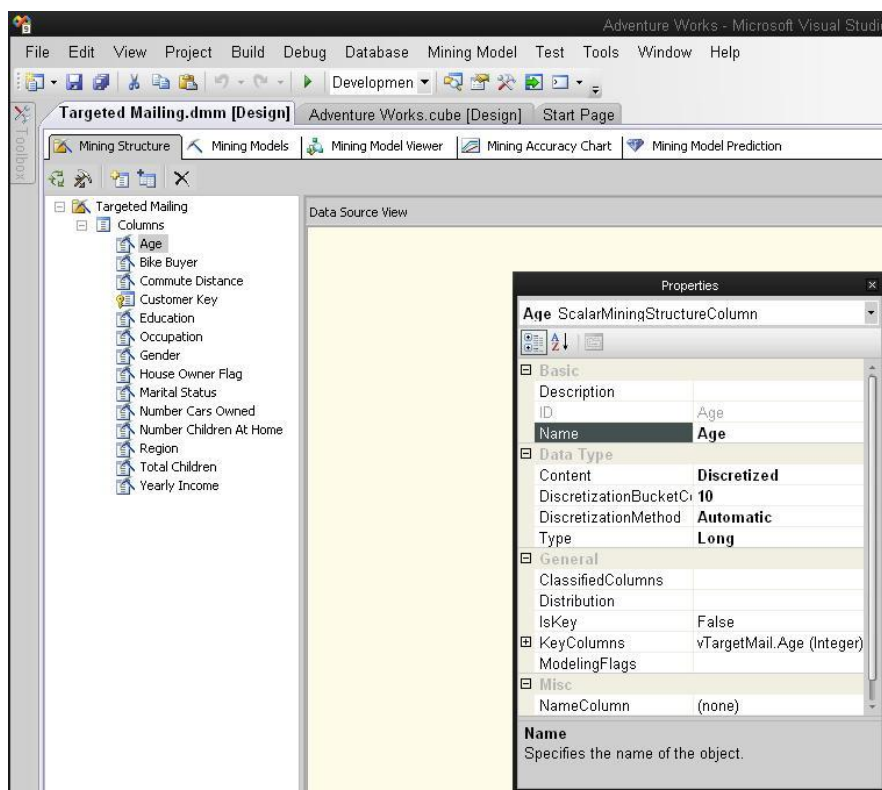 Adventure Works - Microsoft Visual Studi
File Edit View Project Build Debug Database Mining Model Test Tools Window Help
Developmen
Toolbox
Targeted Mailing.dmm [Design] Adventure Works.cube [Design] Start Page
Mining Structure Mining Models Mining Model Viewer Mining Accuracy Chart Mining Model Prediction
Targeted Mailing
Columns
Age
Bike Buyer
Commute Distance
Customer Key
Education
Occupation
Gender
House Owner Flag
Marital Status
Number Cars Owned
Number Children At Home
Region
Total Children
Yearly Income
Data Source View
Properties
Age ScalarMiningStructureColumn
Basic
Description
ID Age
Name Age
Data Type
Content Discretized
DiscretizationBucketC 10
DiscretizationMethod Automatic
Type Long
General
ClassifiedColumns
Distribution
IsKey False
KeyColumns vTargetMail.Age (Integer)
ModelingFlags
Misc
NameColumn (none)
Name
Specifies the name of the object.